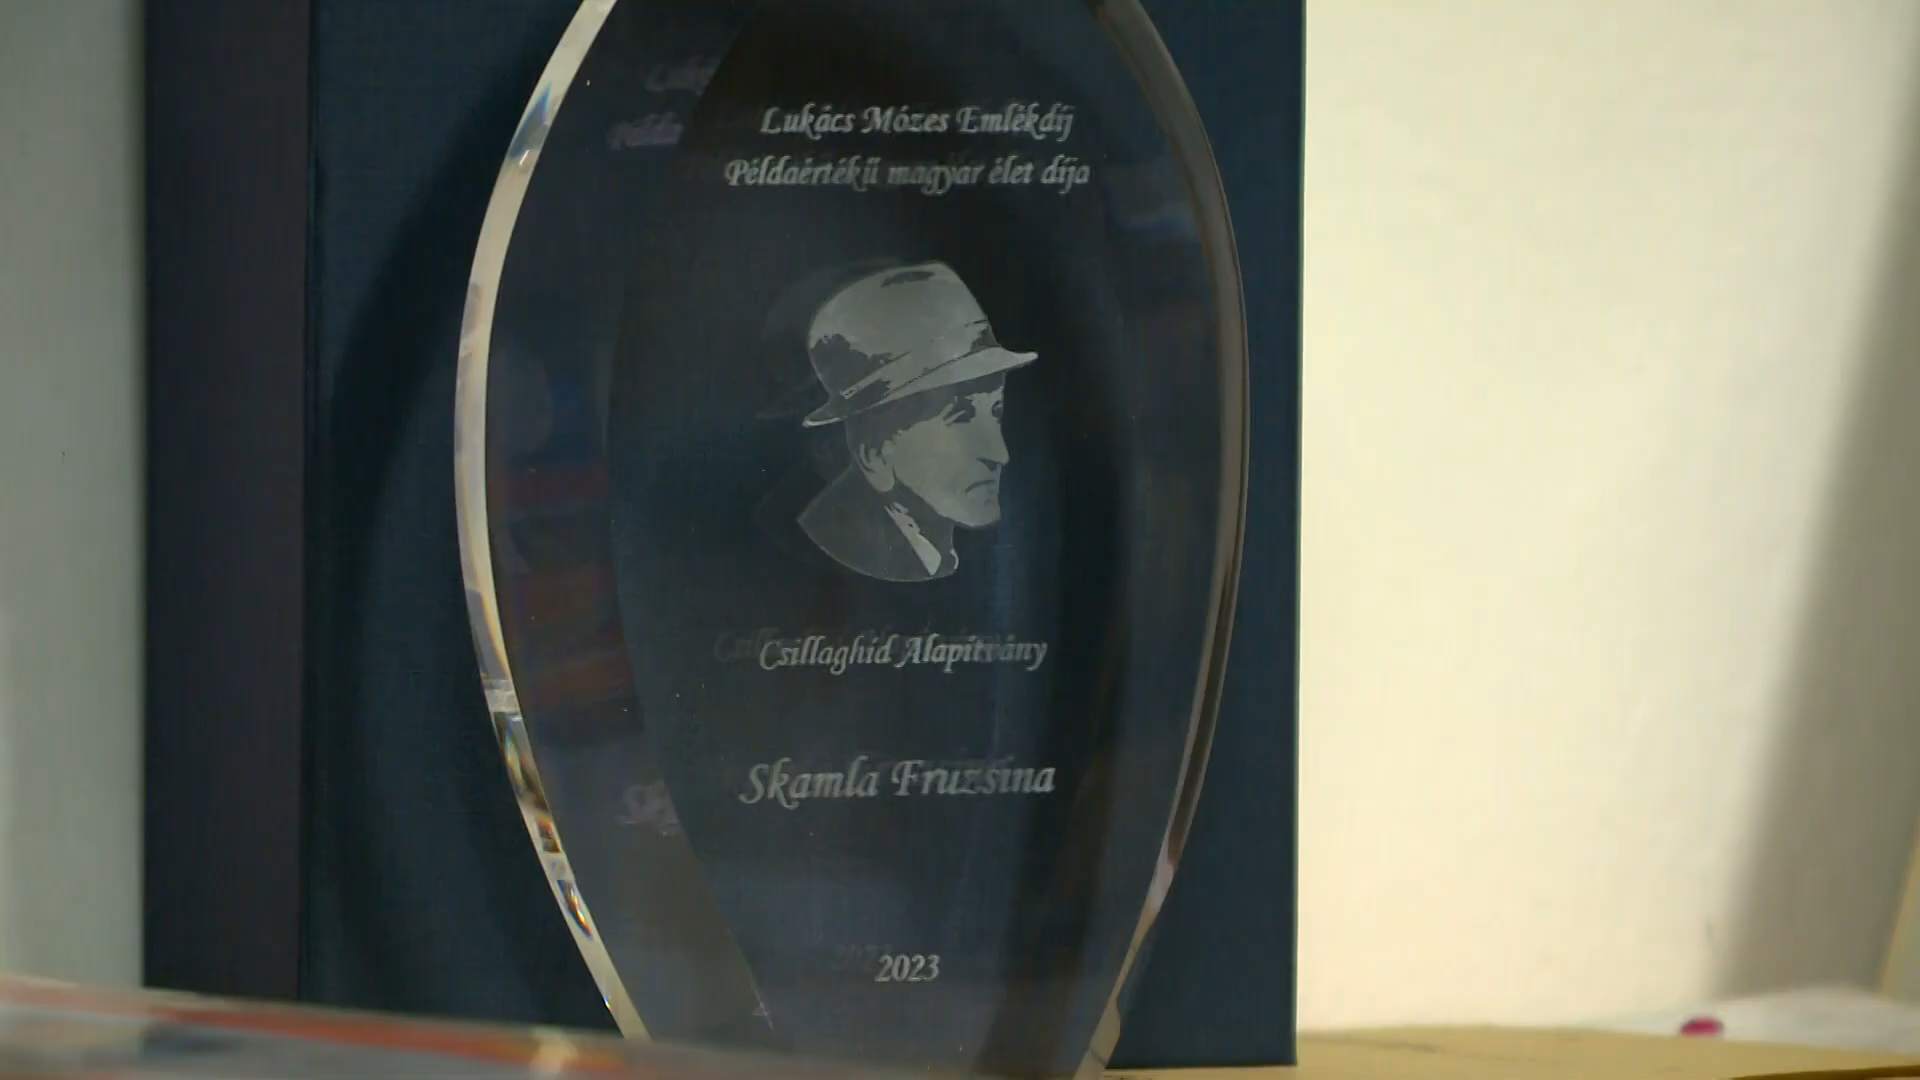 Lukács Mózes Emlékdíj
Példaértékű magyar élet díja
Csillaghíd Alapítvány
Skamla Fruzsina
2023